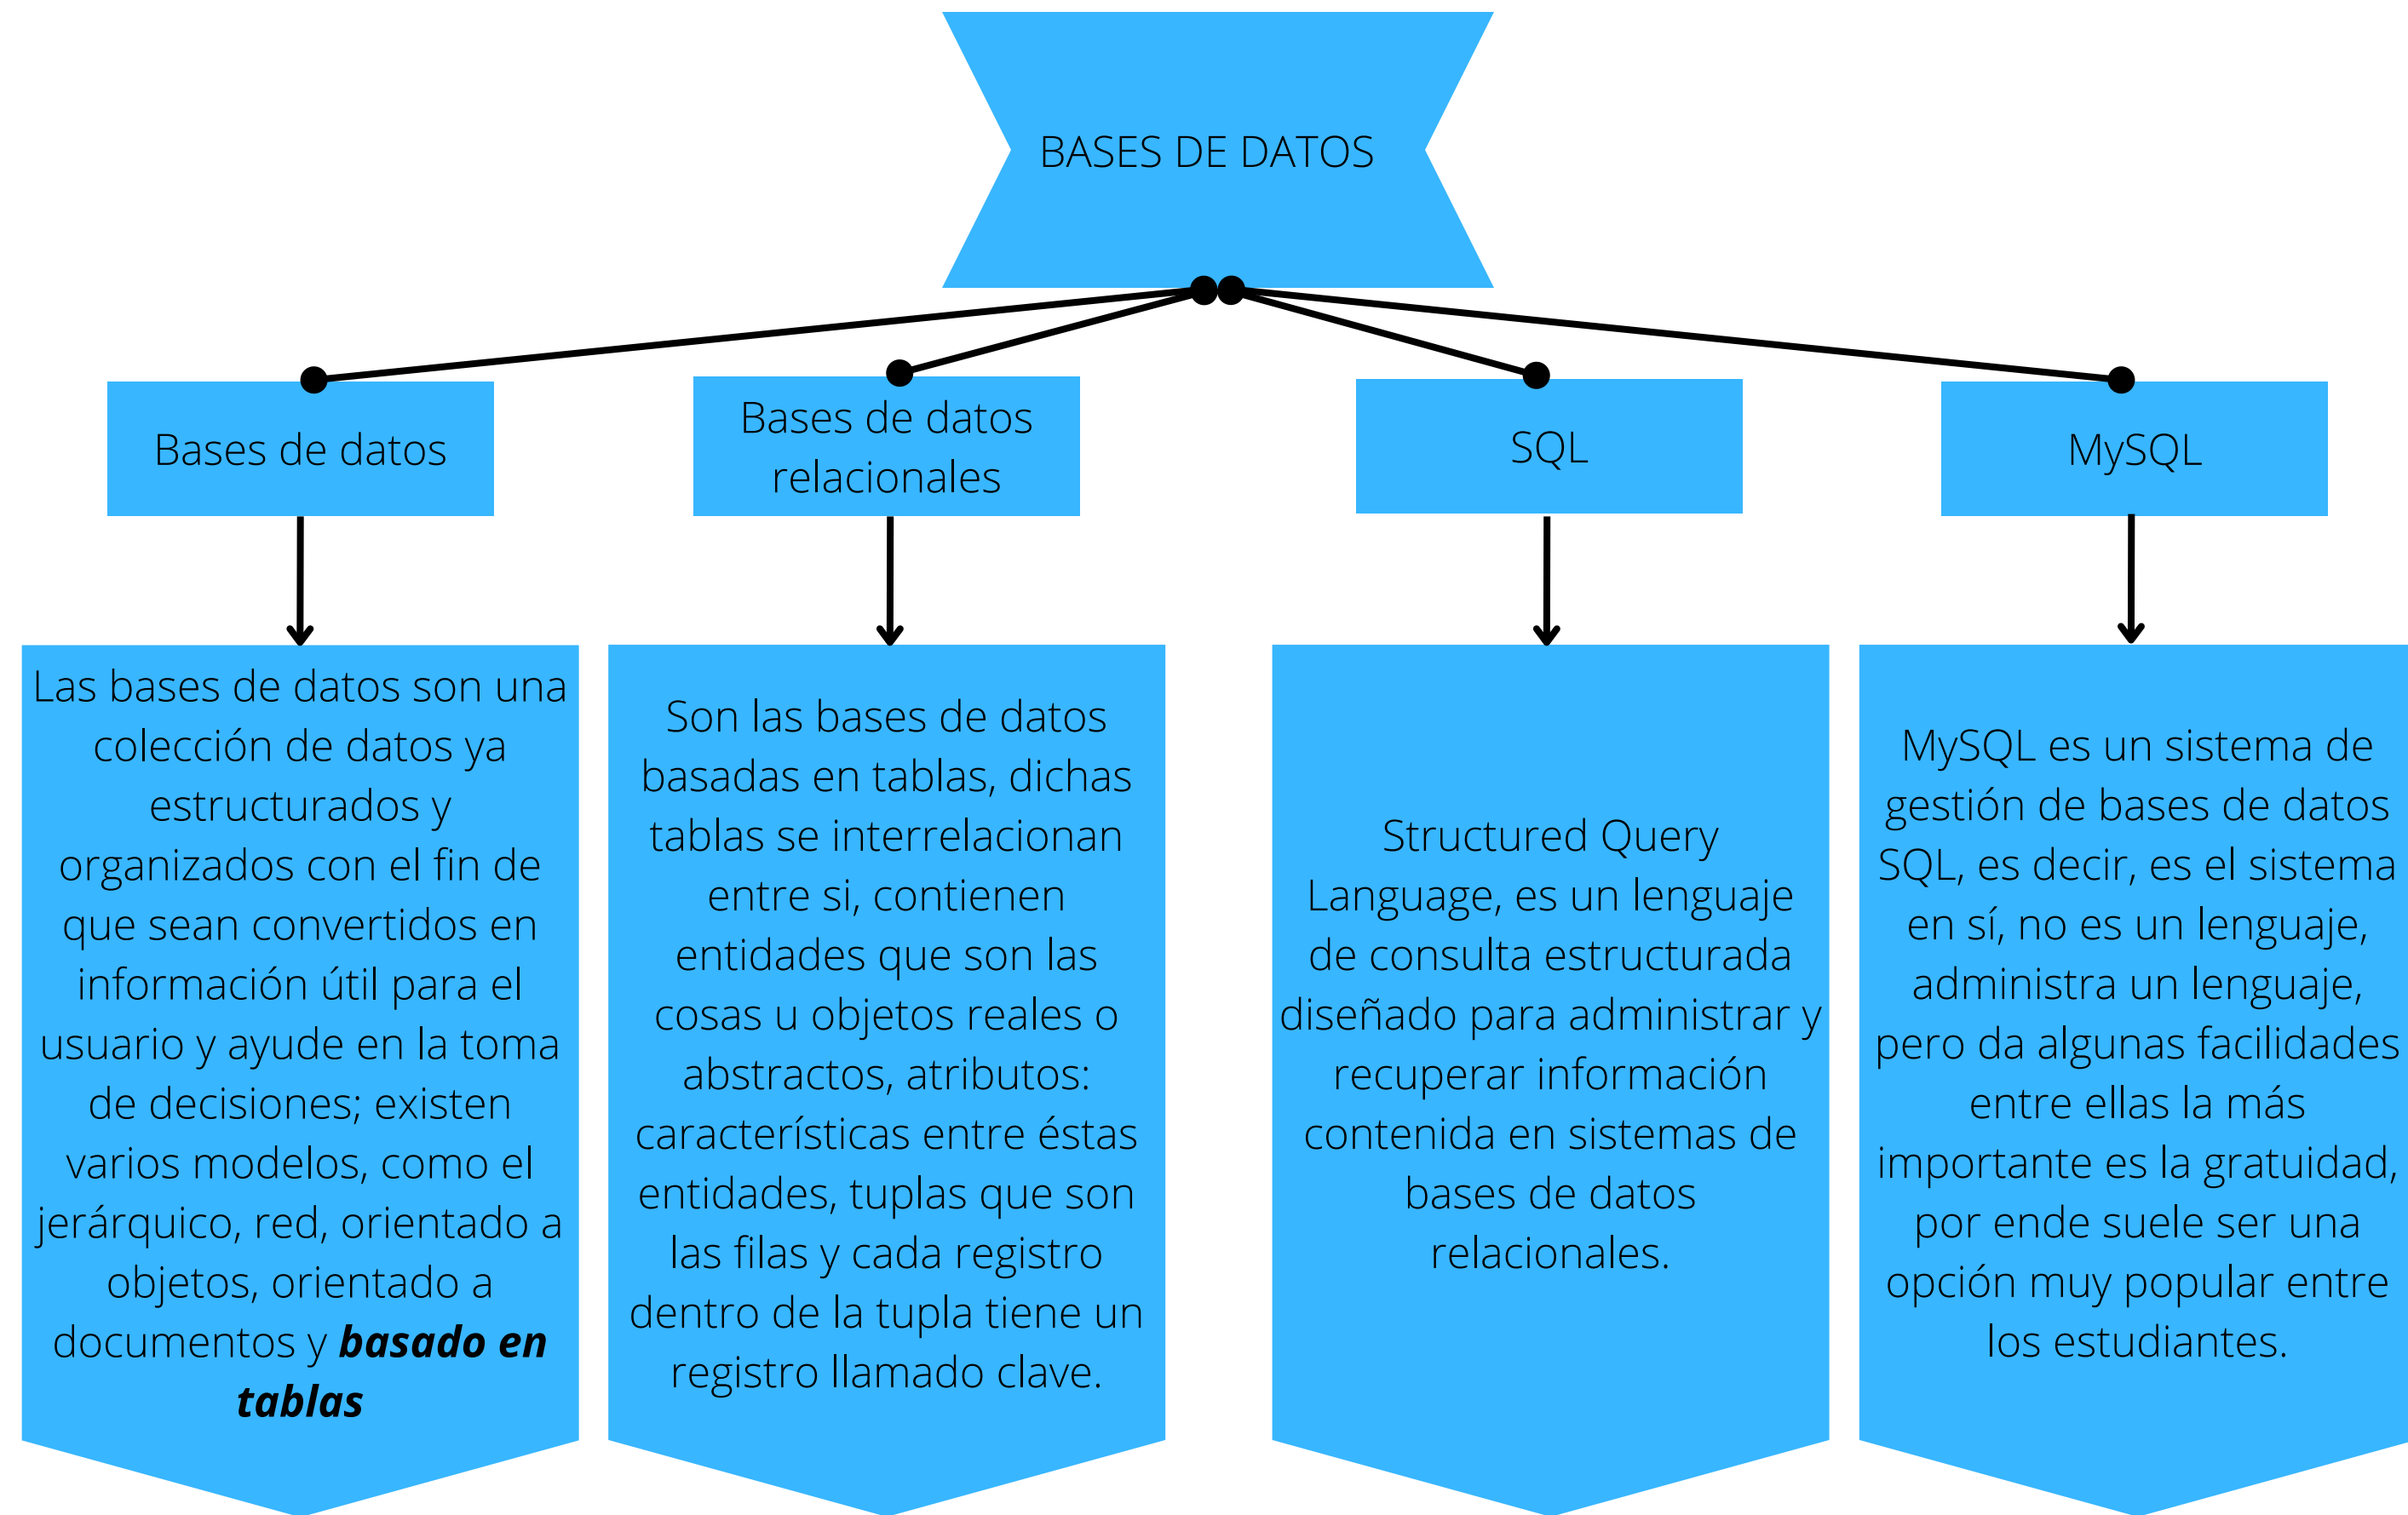 BASES DE DATOS
Bases de datos
Bases de datos
relacionales
SQL
MySQL
Las bases de datos son una
colección de datos ya
estructurados y
organizados con el fin de
que sean convertidos en
información útil para el
usuario y ayude en la toma
de decisiones; existen
varios modelos, como el
jerárquico, red, orientado a
objetos, orientado a
documentos y basado en
tablas
Son las bases de datos
basadas en tablas, dichas
tablas se interrelacionan
entre si, contienen
entidades que son las
cosas u objetos reales o
abstractos, atributos:
características entre éstas
entidades, tuplas que son
las filas y cada registro
dentro de la tupla tiene un
registro llamado clave.
Structured Query
Language, es un lenguaje
de consulta estructurada
diseñado para administrar y
recuperar información
contenida en sistemas de
bases de datos
relacionales.
MySQL es un sistema de
gestión de bases de datos
SQL, es decir, es el sistema
en sí, no es un lenguaje,
administra un lenguaje,
pero da algunas facilidades
entre ellas la más
importante es la gratuidad,
por ende suele ser una
opción muy popular entre
los estudiantes.